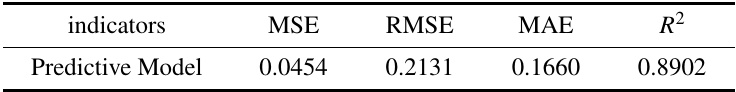 indicators MSE RMSE MAE R²
Predictive Model 0.0454 0.2131 0.1660 0.8902